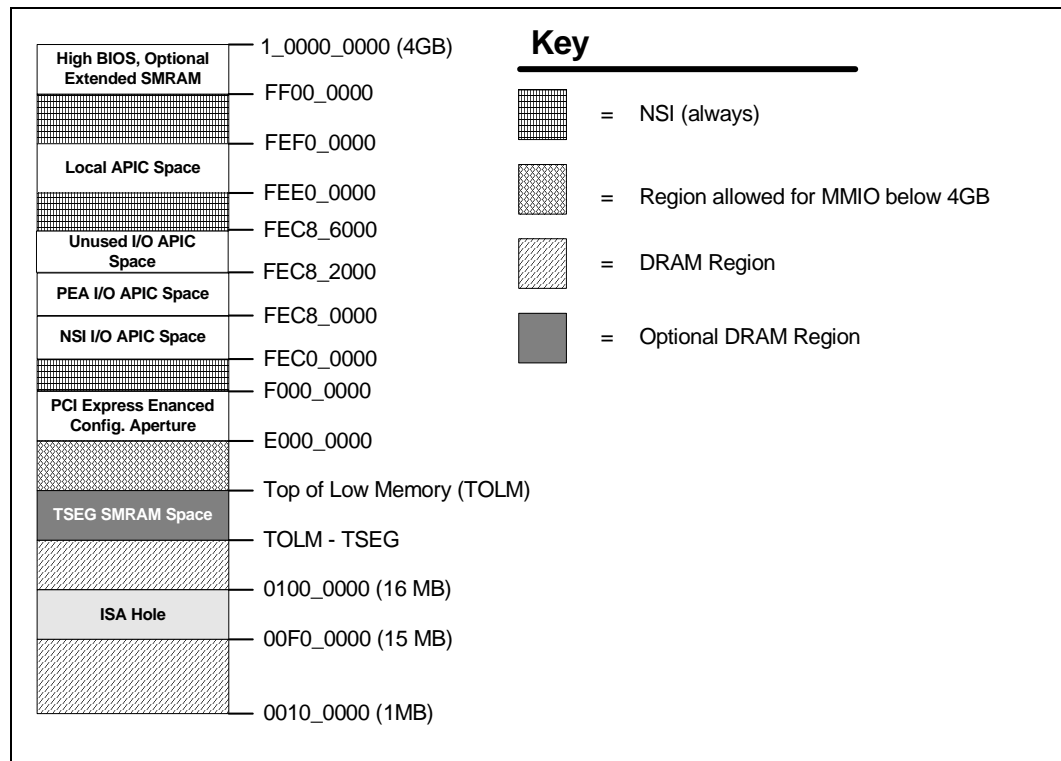 High BIOS, Optional
Extended SMRAM
Local APIC Space
Unused I/O APIC
Space
PEA I/O APIC Space
NSI I/O APIC Space
PCI Express Enanced
Config. Aperture
TSEG SMRAM Space
ISA Hole
1_0000_0000 (4GB)
FF00_0000
FEF0_0000
FEE0_0000
FEC8_6000
FEC8_2000
FEC8_0000
FEC0_0000
F000_0000
E000_0000
Top of Low Memory (TOLM)
TOLM - TSEG
0100_0000 (16 MB)
00F0_0000 (15 MB)
0010_0000 (1MB)
Key
= NSI (always)
= Region allowed for MMIO below 4GB
= DRAM Region
= Optional DRAM Region